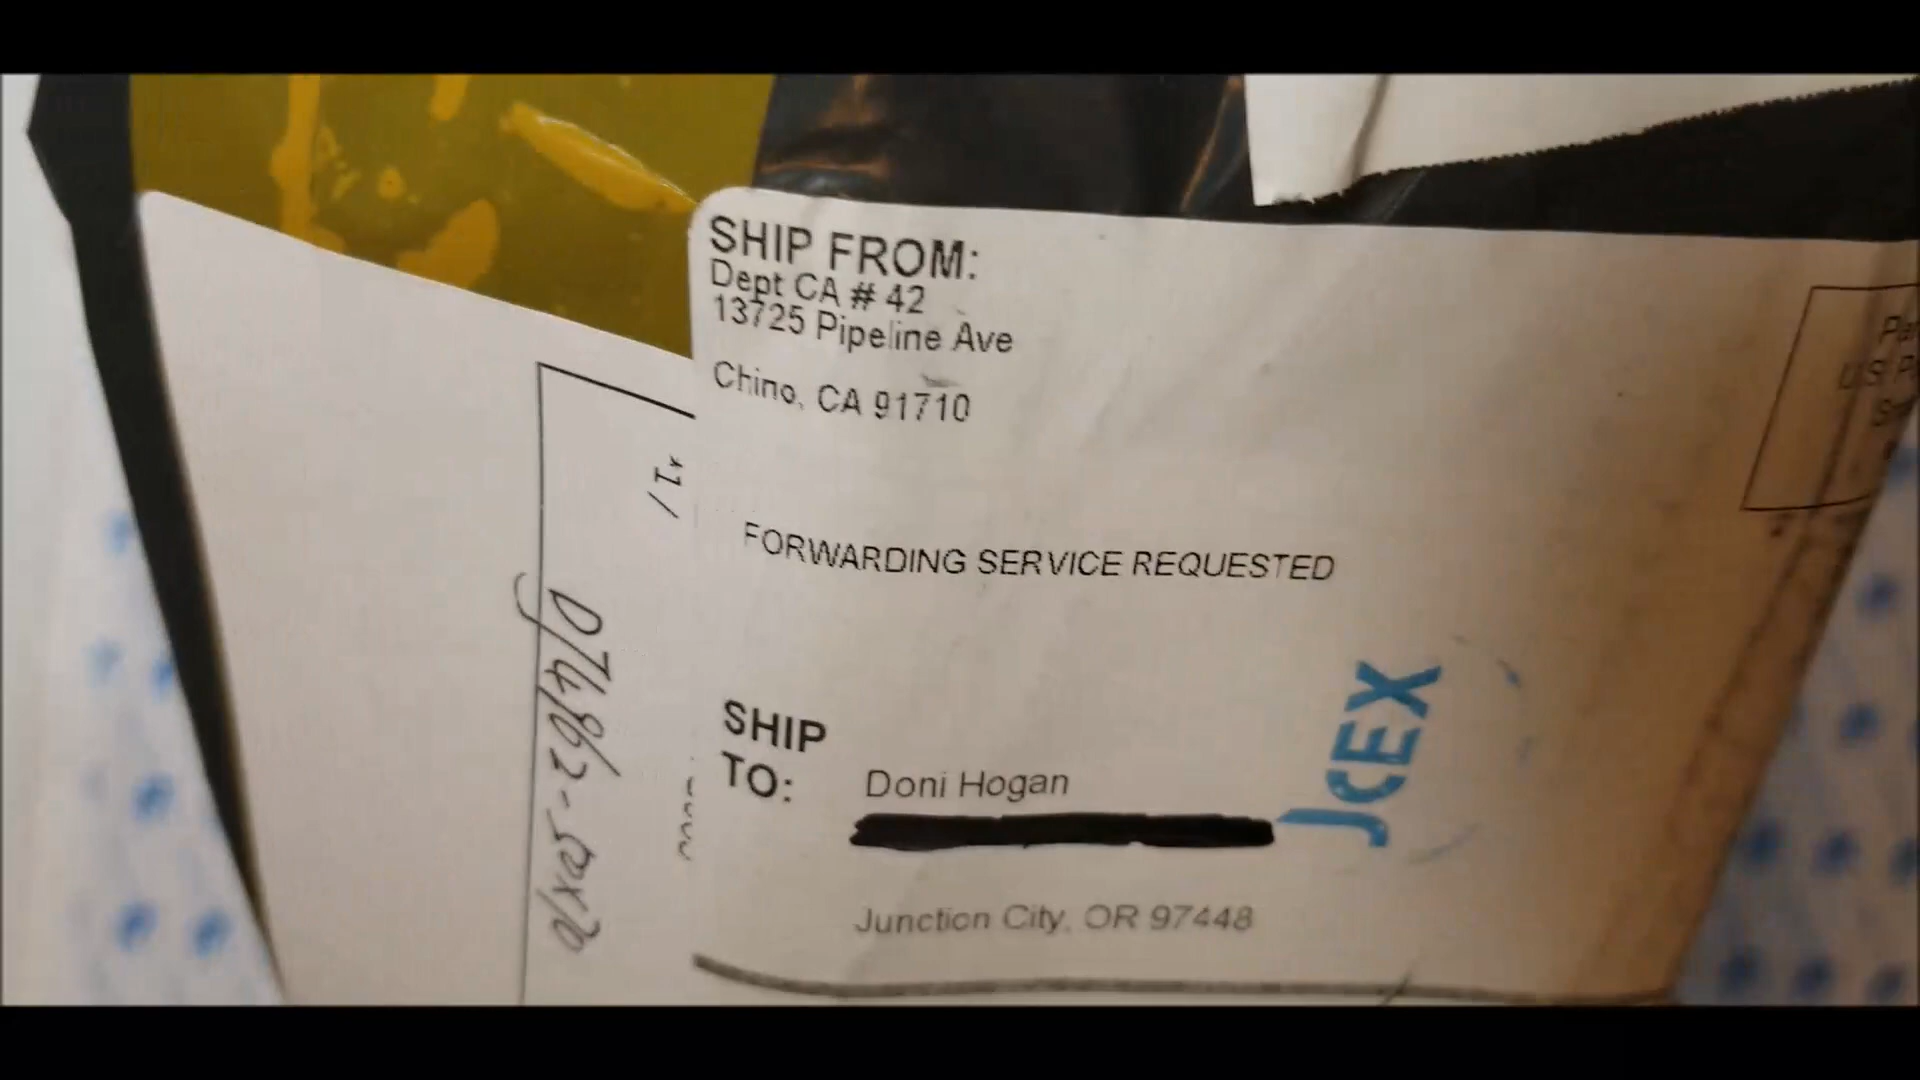 SHIP FROM:
Dept CA # 42
13725 Pipeline Ave
Chino, CA 91710
FORWARDING SERVICE REQUESTED
SHIP
TO:
Doni Hogan
Junction City, OR 97448
JCEX